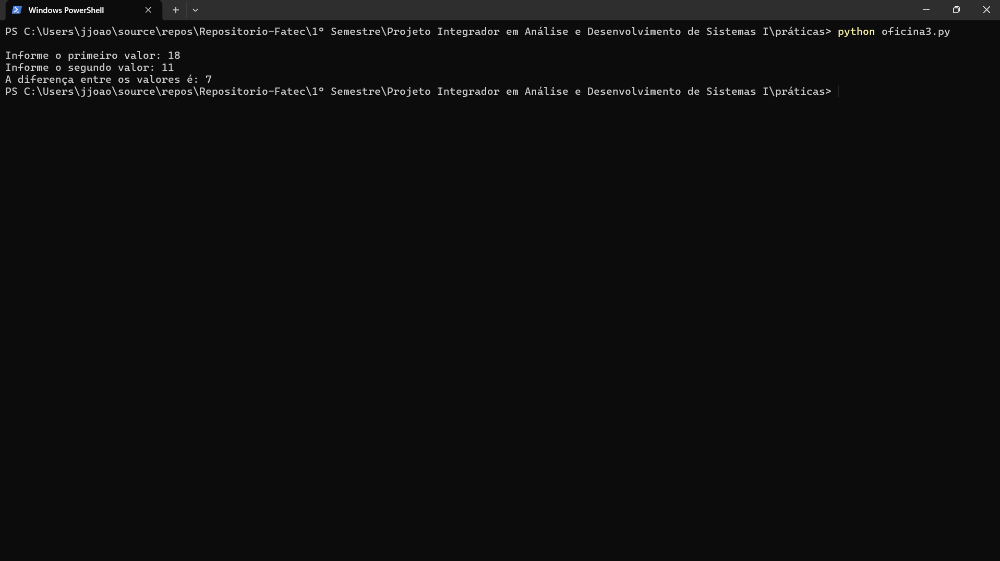 Windows PowerShell
PS C:\Users\jjoao\source\repos\Repositorio-Fatec\1º Semestre\Projeto Integrador em Análise e Desenvolvimento de Sistemas I\práticas> python oficina3.py
Informe o primeiro valor: 18
Informe o segundo valor: 11
A diferença entre os valores é: 7
PS C:\Users\jjoao\source\repos\Repositorio-Fatec\1º Semestre\Projeto Integrador em Análise e Desenvolvimento de Sistemas I\práticas>